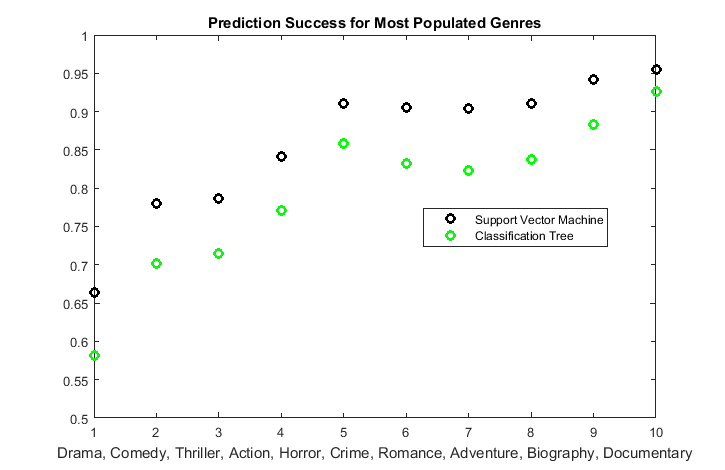 Prediction Success for Most Populated Genres
1
0.95
0.9
0.85
0.8
0.75
0.7
0.65
0.6
0.55
0.5
Support Vector Machine
Classification Tree
1 2 3 4 5 6 7 8 9 10
Drama, Comedy, Thriller, Action, Horror, Crime, Romance, Adventure, Biography, Documentary